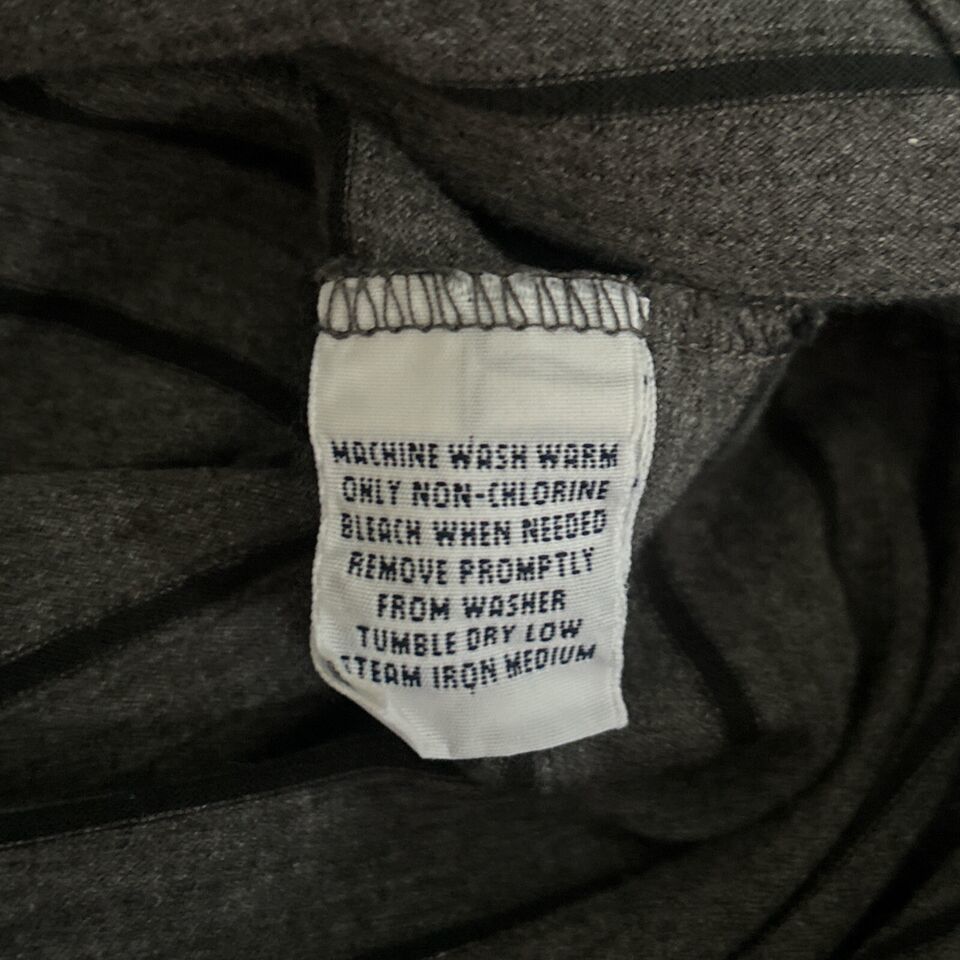 MACHINE WASH WARM
ONLY NON-CHLORINE
BLEACH WHEN NEEDED
REMOVE PROMPTLY
FROM WASHER
TUMBLE DRY LOW
STEAM IRON MEDIUM